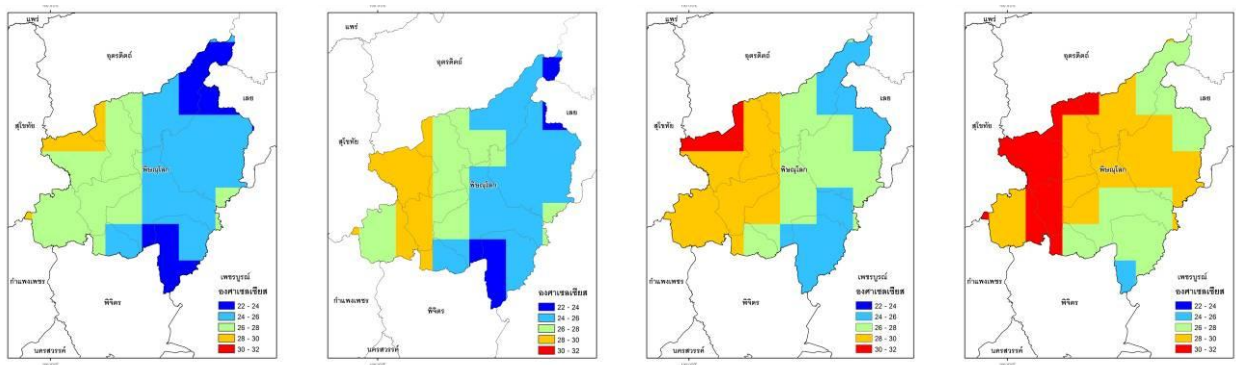 แพร่
อุตรดิตถ์
เลย
สุโขทัย
พิษณุโลก
กำแพงเพชร
เพชรบูรณ์
องศาเซลเซียส
พิจิตร
22 - 24
24 - 26
26 - 28
28 - 30
30 - 32
นครสวรรค์
แพร่
อุตรดิตถ์
เลย
สุโขทัย
พิษณุโลก
กำแพงเพชร
องศาเซลเซียส
พิจิตร
22 - 24
24 - 26
26 - 28
28 - 30
30 - 32
นครสวรรค์
แพร่
อุตรดิตถ์
เลย
สุโขทัย
พิษณุโลก
กำแพงเพชร
เพชรบูรณ์
องศาเซลเซียส
พิจิตร
22 - 24
24 - 26
26 - 28
28 - 30
30 - 32
นครสวรรค์
แพร่
อุตรดิตถ์
เลย
สุโขทัย
พิษณุโลก
กำแพงเพชร
เพชรบูรณ์
องศาเซลเซียส
พิจิตร
22 - 24
24 - 26
26 - 28
28 - 30
30 - 32
นครสวรรค์